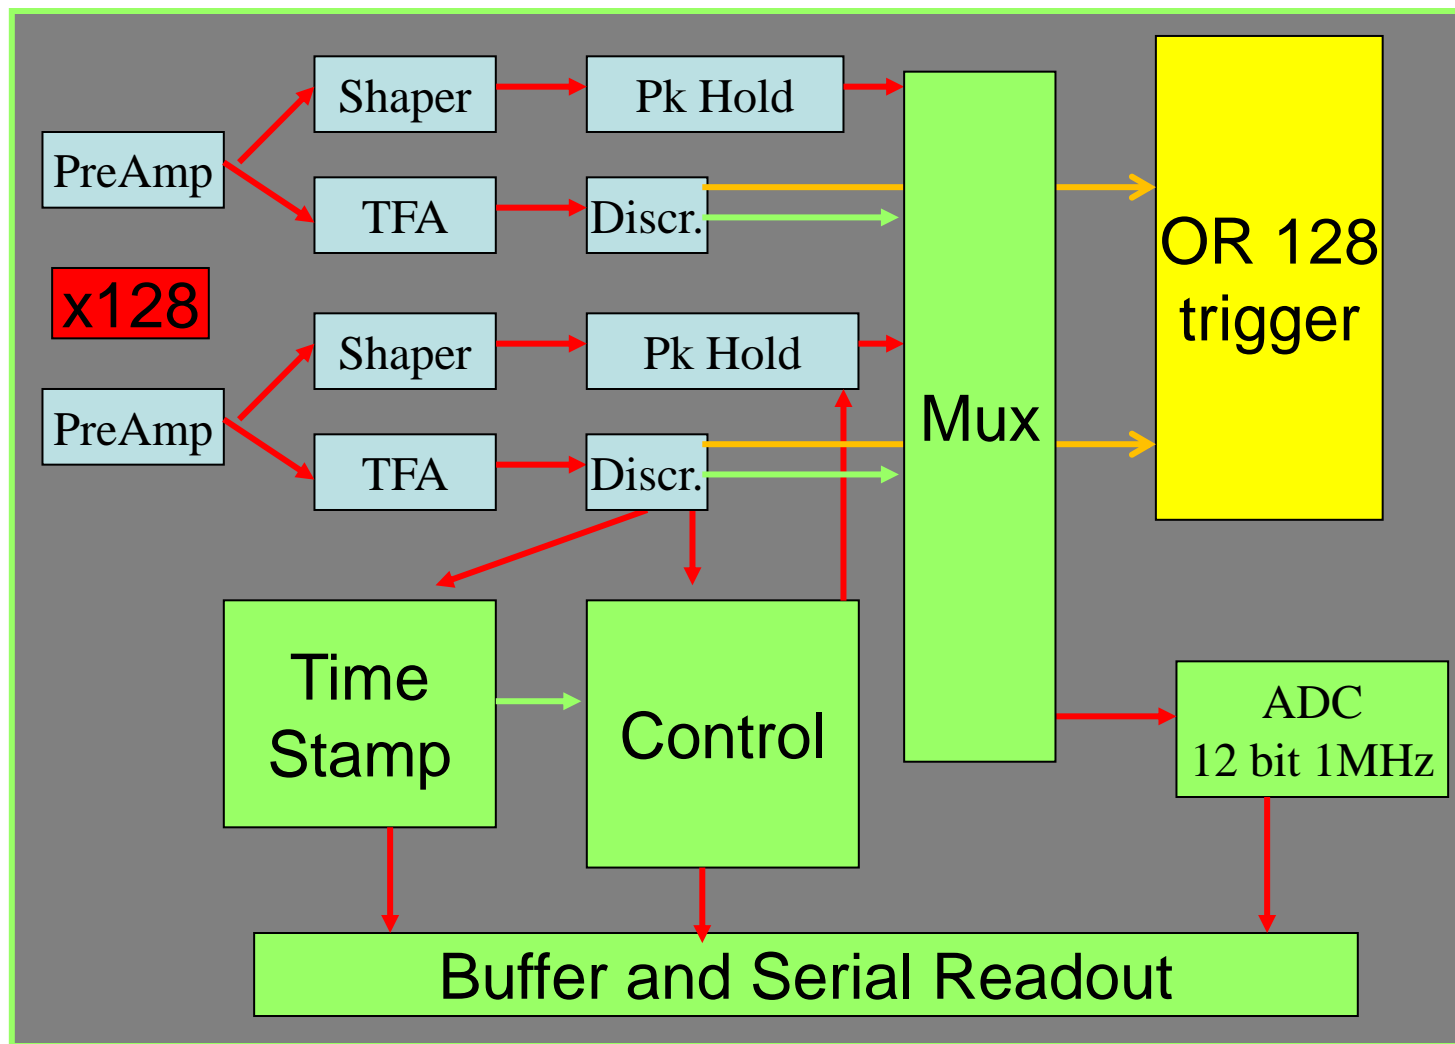 Shaper
Pk Hold
PreAmp
TFA
Discr.
OR 128
trigger
x128
Shaper
Pk Hold
Mux
PreAmp
TFA
Discr.
Time
Stamp
Control
ADC
12 bit 1MHz
Buffer and Serial Readout